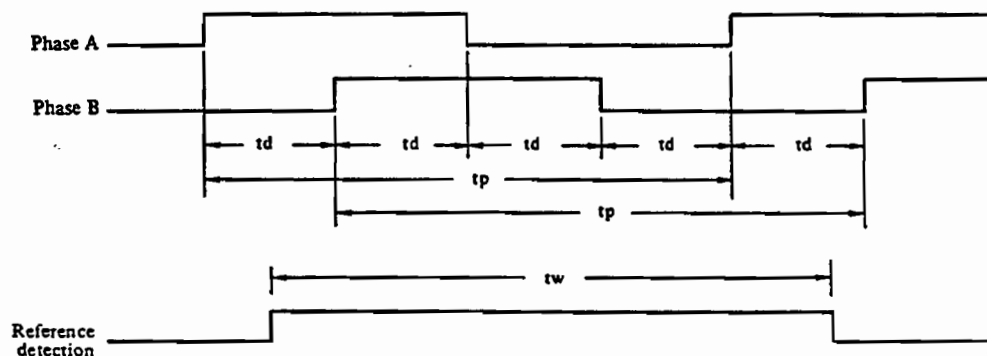 Phase A
Phase B
td td td td td
tp
tp
tw
Reference
detection